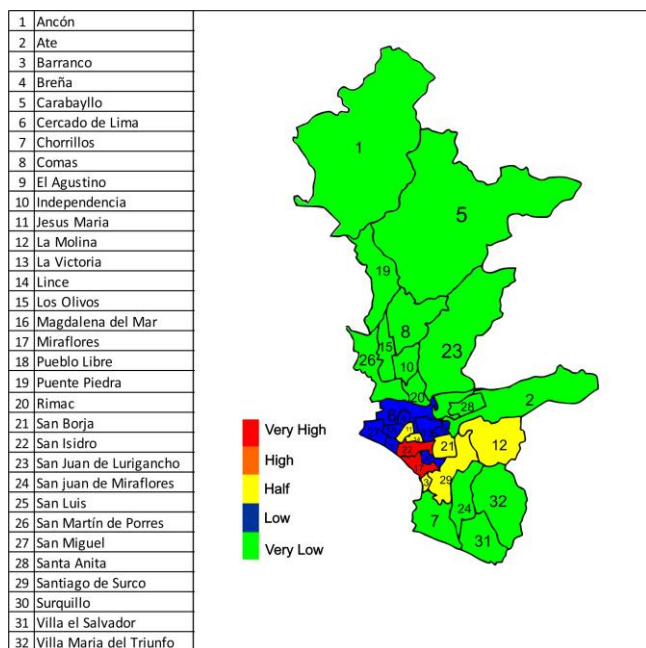 1 Ancón
2 Ate
3 Barranco
4 Breña
5 Carabayllo
6 Cercado de Lima
7 Chorrillos
8 Comas
9 El Agustino
10 Independencia
11 Jesus Maria
12 La Molina
13 La Victoria
14 Lince
15 Los Olivos
16 Magdalena del Mar
17 Miraflores
18 Pueblo Libre
19 Puente Piedra
20 Rimac
21 San Borja
22 San Isidro
23 San Juan de Lurigancho
24 San juan de Miraflores
25 San Luis
26 San Martín de Porres
27 San Miguel
28 Santa Anita
29 Santiago de Surco
30 Surquillo
31 Villa el Salvador
32 Villa Maria del Triunfo
1
5
19
8
23
15
26
10
20
2
28
21
12
22
29
24
32
7
31
Very High
High
Half
Low
Very Low